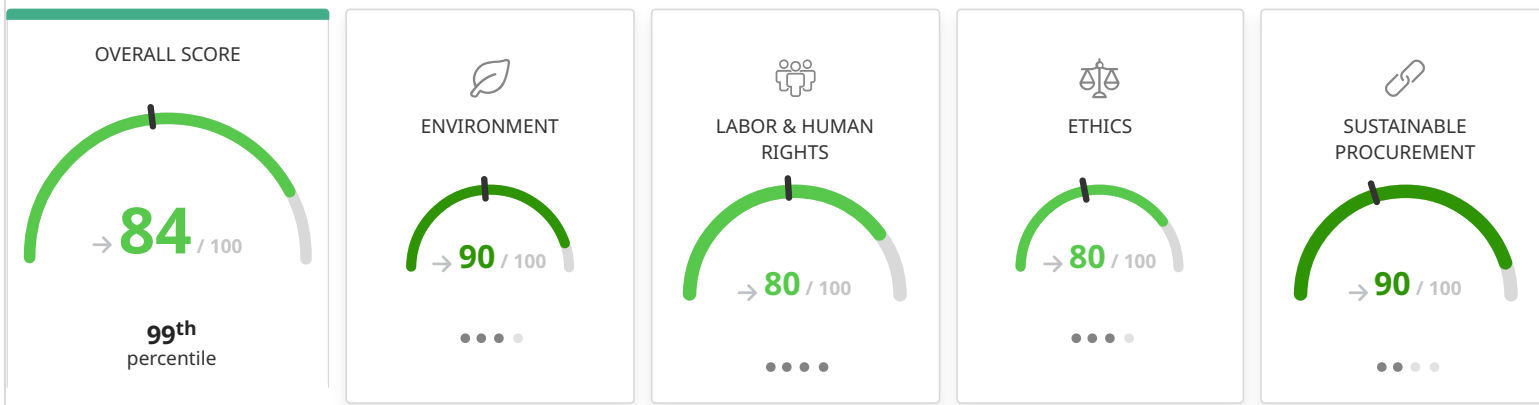 OVERALL SCORE
→ 84 / 100
99th
percentile
ENVIRONMENT
→ 90 / 100
LABOR & HUMAN
RIGHTS
→ 80 / 100
ETHICS
→ 80 / 100
SUSTAINABLE
PROCUREMENT
→ 90 / 100